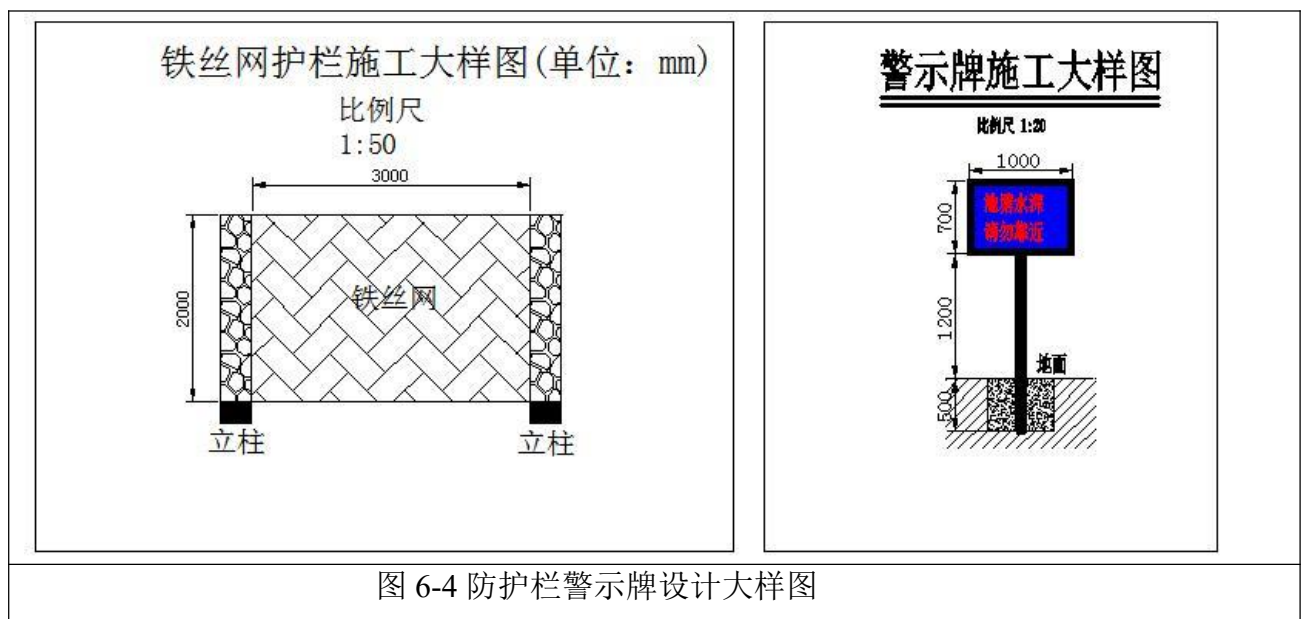 铁丝网护栏施工大样图(单位：mm)
比例尺
1:50
3000
2000
铁丝网
立柱
立柱
警示牌施工大样图
比例尺 1:20
1000
700
水深
请勿靠近
1200
地面
500
图 6-4 防护栏警示牌设计大样图